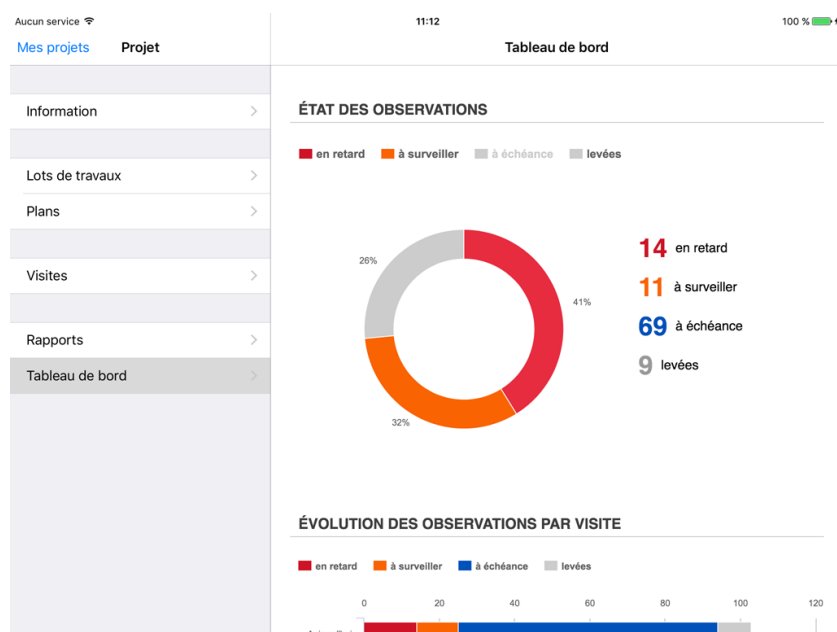 Aucun service 11:12 100 %
Mes projets Projet Tableau de bord
Information
Lots de travaux
Plans
Visites
Rapports
Tableau de bord
ÉTAT DES OBSERVATIONS
en retard à surveiller à échéance levées
26%
41%
32%
14 en retard
11 à surveiller
69 à échéance
9 levées
ÉVOLUTION DES OBSERVATIONS PAR VISITE
en retard à surveiller à échéance levées
0 20 40 60 80 100 120